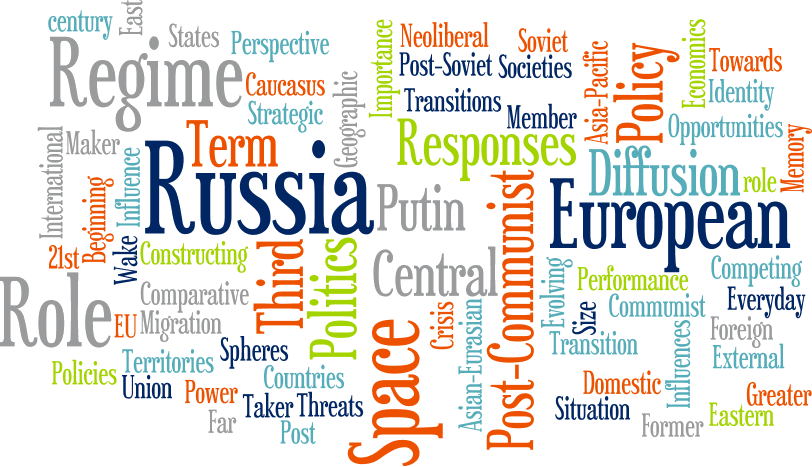 century
East
States
Perspective
Regime
Caucasus
Strategic
Importance
Neoliberal
Soviet
Post-Soviet
Societies
Transitions
Member
Asia-Pacific
Policy
Economics
Towards
Identity
Opportunities
Memory
International
Maker
Term
Geographic
Responses
Diffusion
role
Beginning
Influence
Russia
Putin
Post-Communist
European
21st
Wake
Constructing
Third
Politics
Central
Evolving
Performance
Competing
Role
Comparative
EU
Migration
Space
Crisis
Asian-Eurasian
Size
Communist
Everyday
Foreign
Transition
Influences
External
Policies
Territories
Spheres
Union
Power
Countries
Taker
Threats
Domestic
Greater
Situation
Far
Post
Former
Eastern